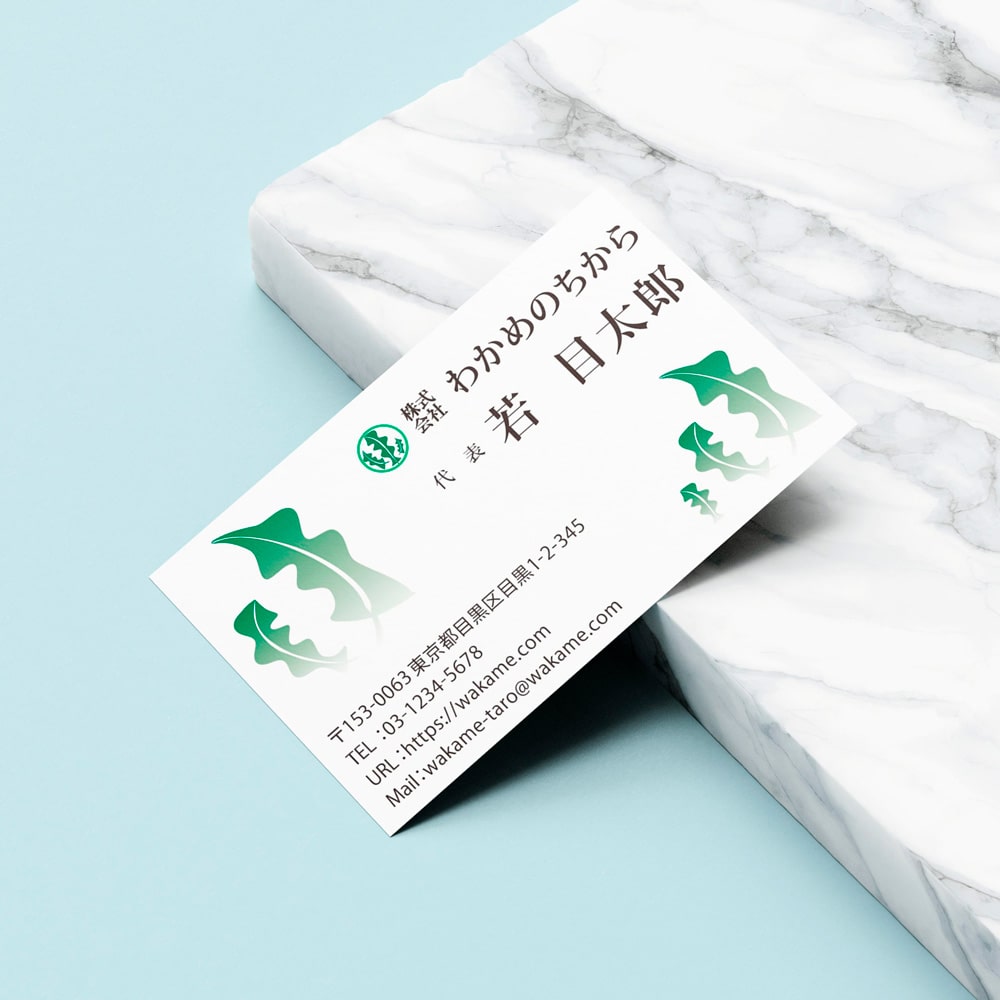 株式会社 わかめのちから
代表 若 目太郎
〒153-0063 東京都目黒区目黒1-2-345
TEL:03-1234-5678
URL:https://wakame.com
Mail:wakame-taro@wakame.com